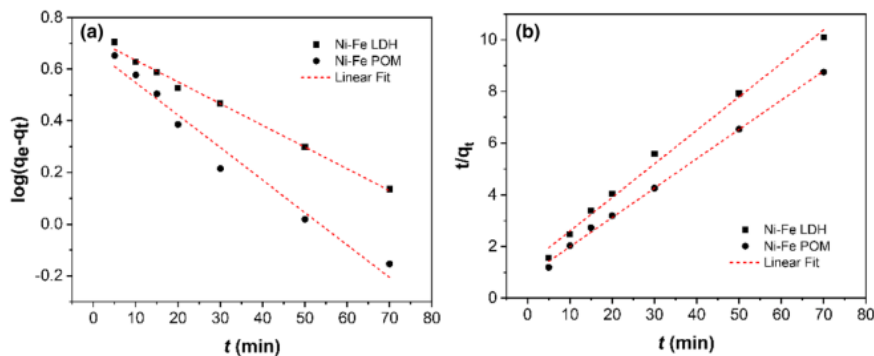 (a)
Ni-Fe LDH
Ni-Fe POM
Linear Fit
log(qe-qt)
0.8
0.6
0.4
0.2
0.0
-0.2
0 10 20 30 40 50 60 70 80
t (min)
(b)
Ni-Fe LDH
Ni-Fe POM
Linear Fit
t/qt
10
8
6
4
2
0
0 10 20 30 40 50 60 70 80
t (min)